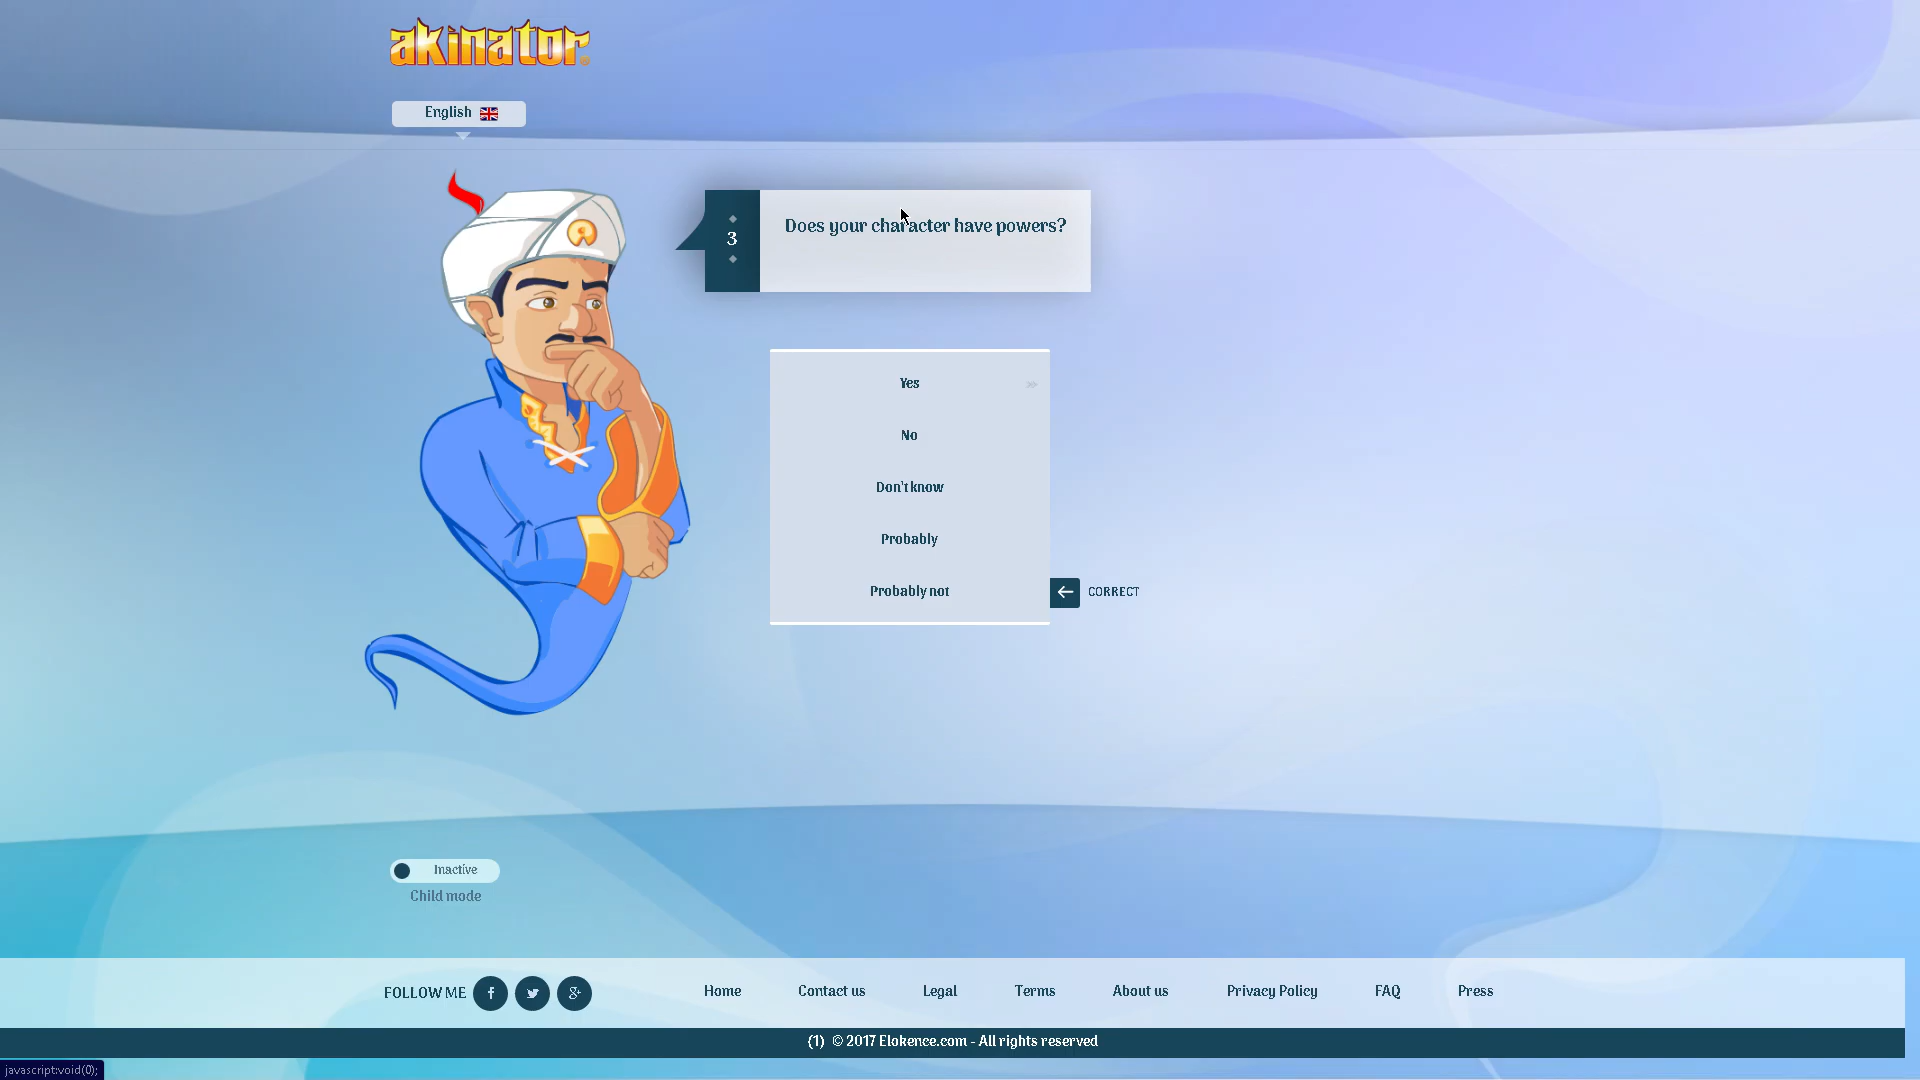 akinator
English
3
Does your character have powers?
Yes
No
Don't know
Probably
Probably not
CORRECT
Inactive
Child mode
FOLLOW ME
Home
Contact us
Legal
Terms
About us
Privacy Policy
FAQ
Press
(1) © 2017 Elokence.com - All rights reserved
javascript:void(0);